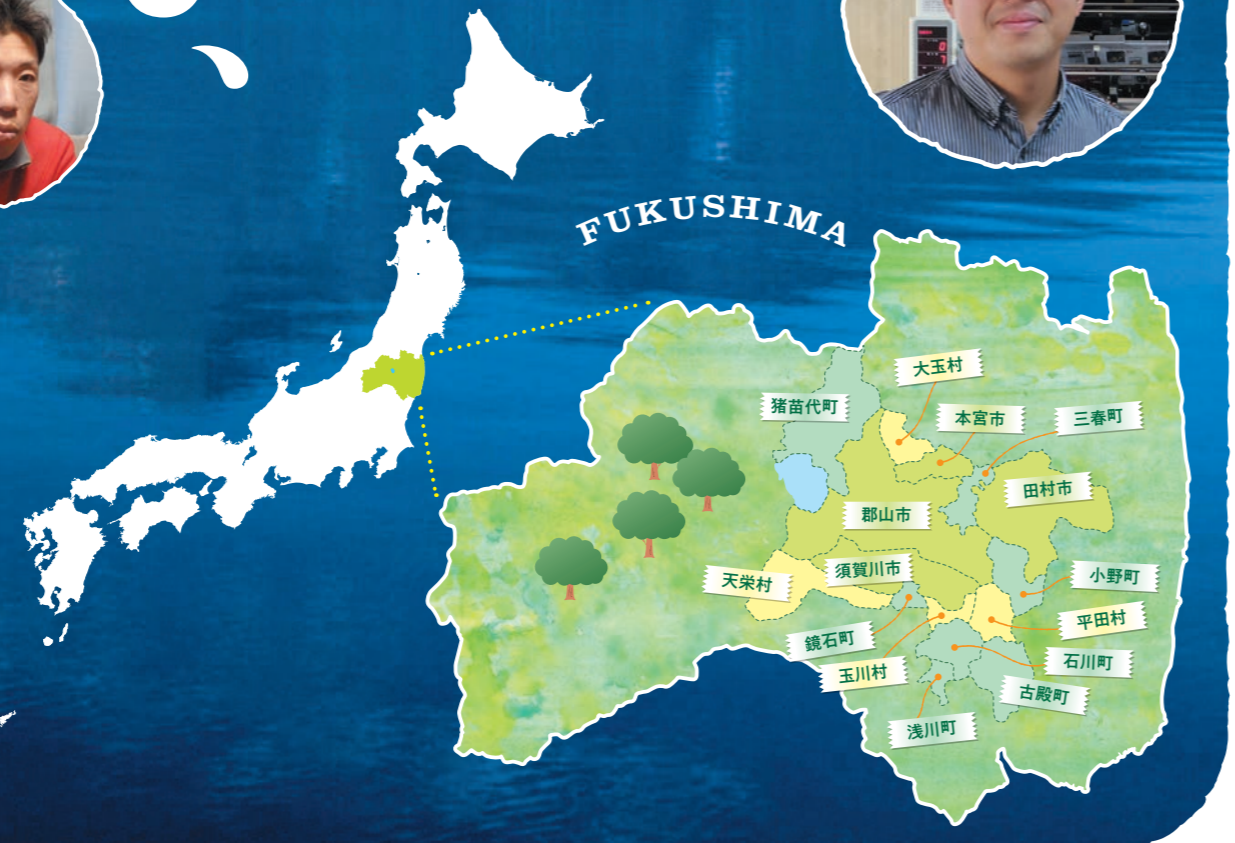 FUKUSHIMA
大玉村
猪苗代町
本宮市
三春町
田村市
郡山市
須賀川市
天栄村
小野町
平田村
鏡石町
石川町
玉川村
古殿町
浅川町